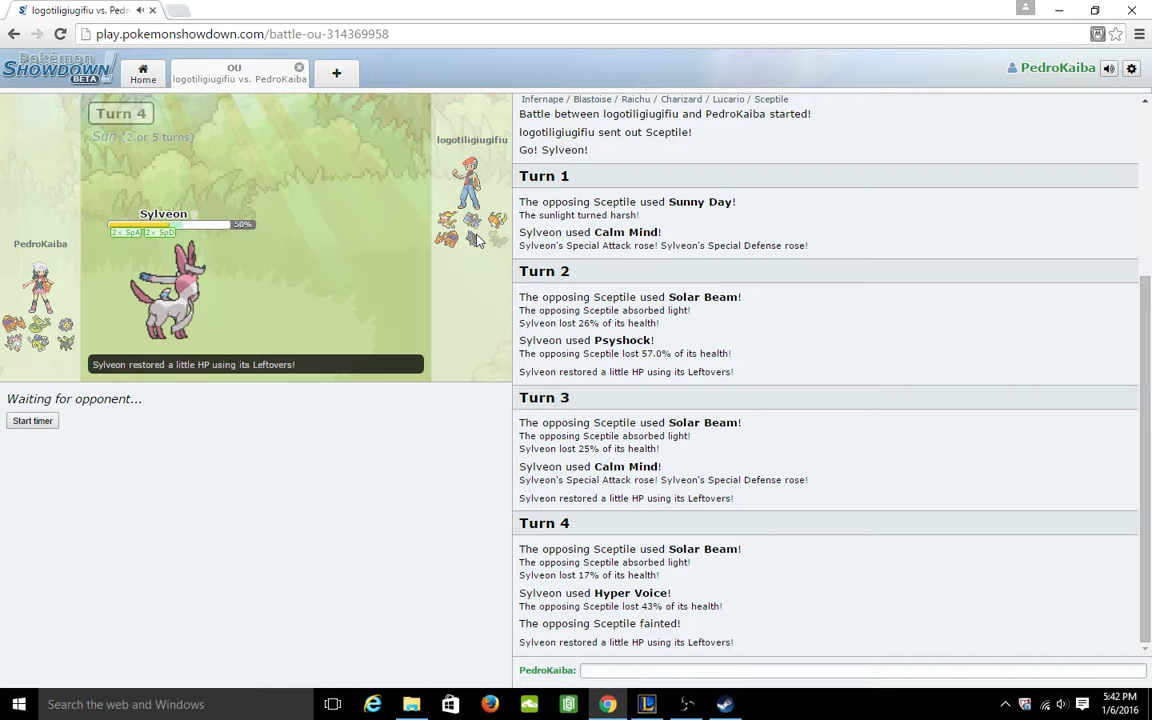 logotiligiugifiu vs. Pedr
play.pokemonshowdown.com/battle-ou-314369958
Pokémon
SHOWDOWN
BETA
Home
OU
logotiligiugifiu vs. PedroKaiba
+
PedroKaiba
Turn 4
Sun (2 or 5 turns)
logotiligiugifiu
Sylveon
50%
2× SpA 2× SpD
PedroKaiba
Sylveon restored a little HP using its Leftovers!
Waiting for opponent...
Start timer
Infernape / Blastoise / Raichu / Charizard / Lucario / Sceptile
Battle between logotiligiugifiu and PedroKaiba started!
logotiligiugifiu sent out Sceptile!
Go! Sylveon!
Turn 1
The opposing Sceptile used Sunny Day!
The sunlight turned harsh!
Sylveon used Calm Mind!
Sylveon's Special Attack rose! Sylveon's Special Defense rose!
Turn 2
The opposing Sceptile used Solar Beam!
The opposing Sceptile absorbed light!
Sylveon lost 26% of its health!
Sylveon used Psyshock!
The opposing Sceptile lost 57.0% of its health!
Sylveon restored a little HP using its Leftovers!
Turn 3
The opposing Sceptile used Solar Beam!
The opposing Sceptile absorbed light!
Sylveon lost 25% of its health!
Sylveon used Calm Mind!
Sylveon's Special Attack rose! Sylveon's Special Defense rose!
Sylveon restored a little HP using its Leftovers!
Turn 4
The opposing Sceptile used Solar Beam!
The opposing Sceptile absorbed light!
Sylveon lost 17% of its health!
Sylveon used Hyper Voice!
The opposing Sceptile lost 43% of its health!
The opposing Sceptile fainted!
Sylveon restored a little HP using its Leftovers!
PedroKaiba:
Search the web and Windows
5:42 PM
1/6/2016